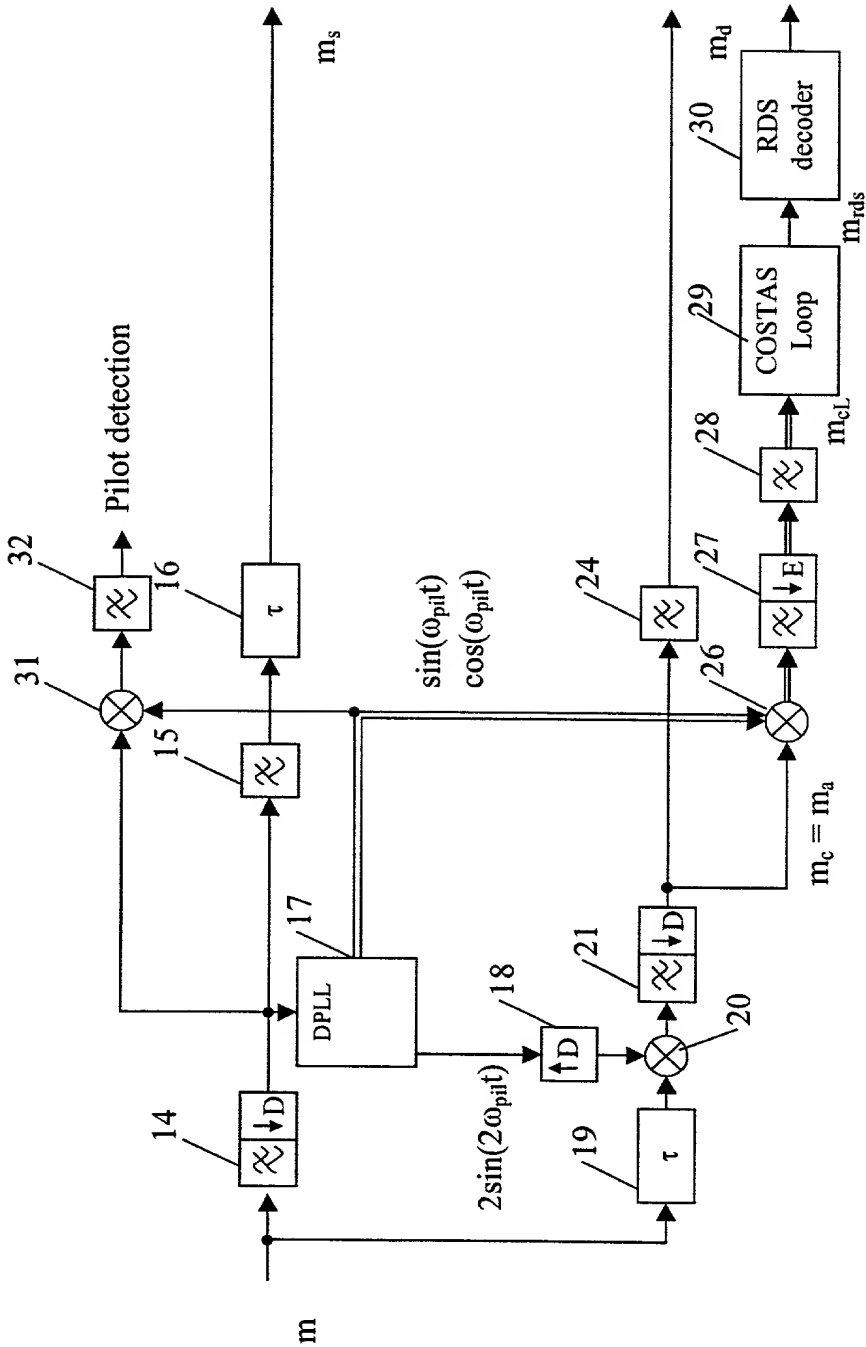 32
Pilot detection
31
16
τ
m_s
15
14
↓D
m
17
DPLL
sin(ω_pil t)
cos(ω_pil t)
2sin(2ω_pil t)
18
↑D
24
21
↓D
m_d
19
τ
20
26
27
↓E
28
29
COSTAS
Loop
30
RDS
decoder
m_c = m_a
m_cL
m_rds